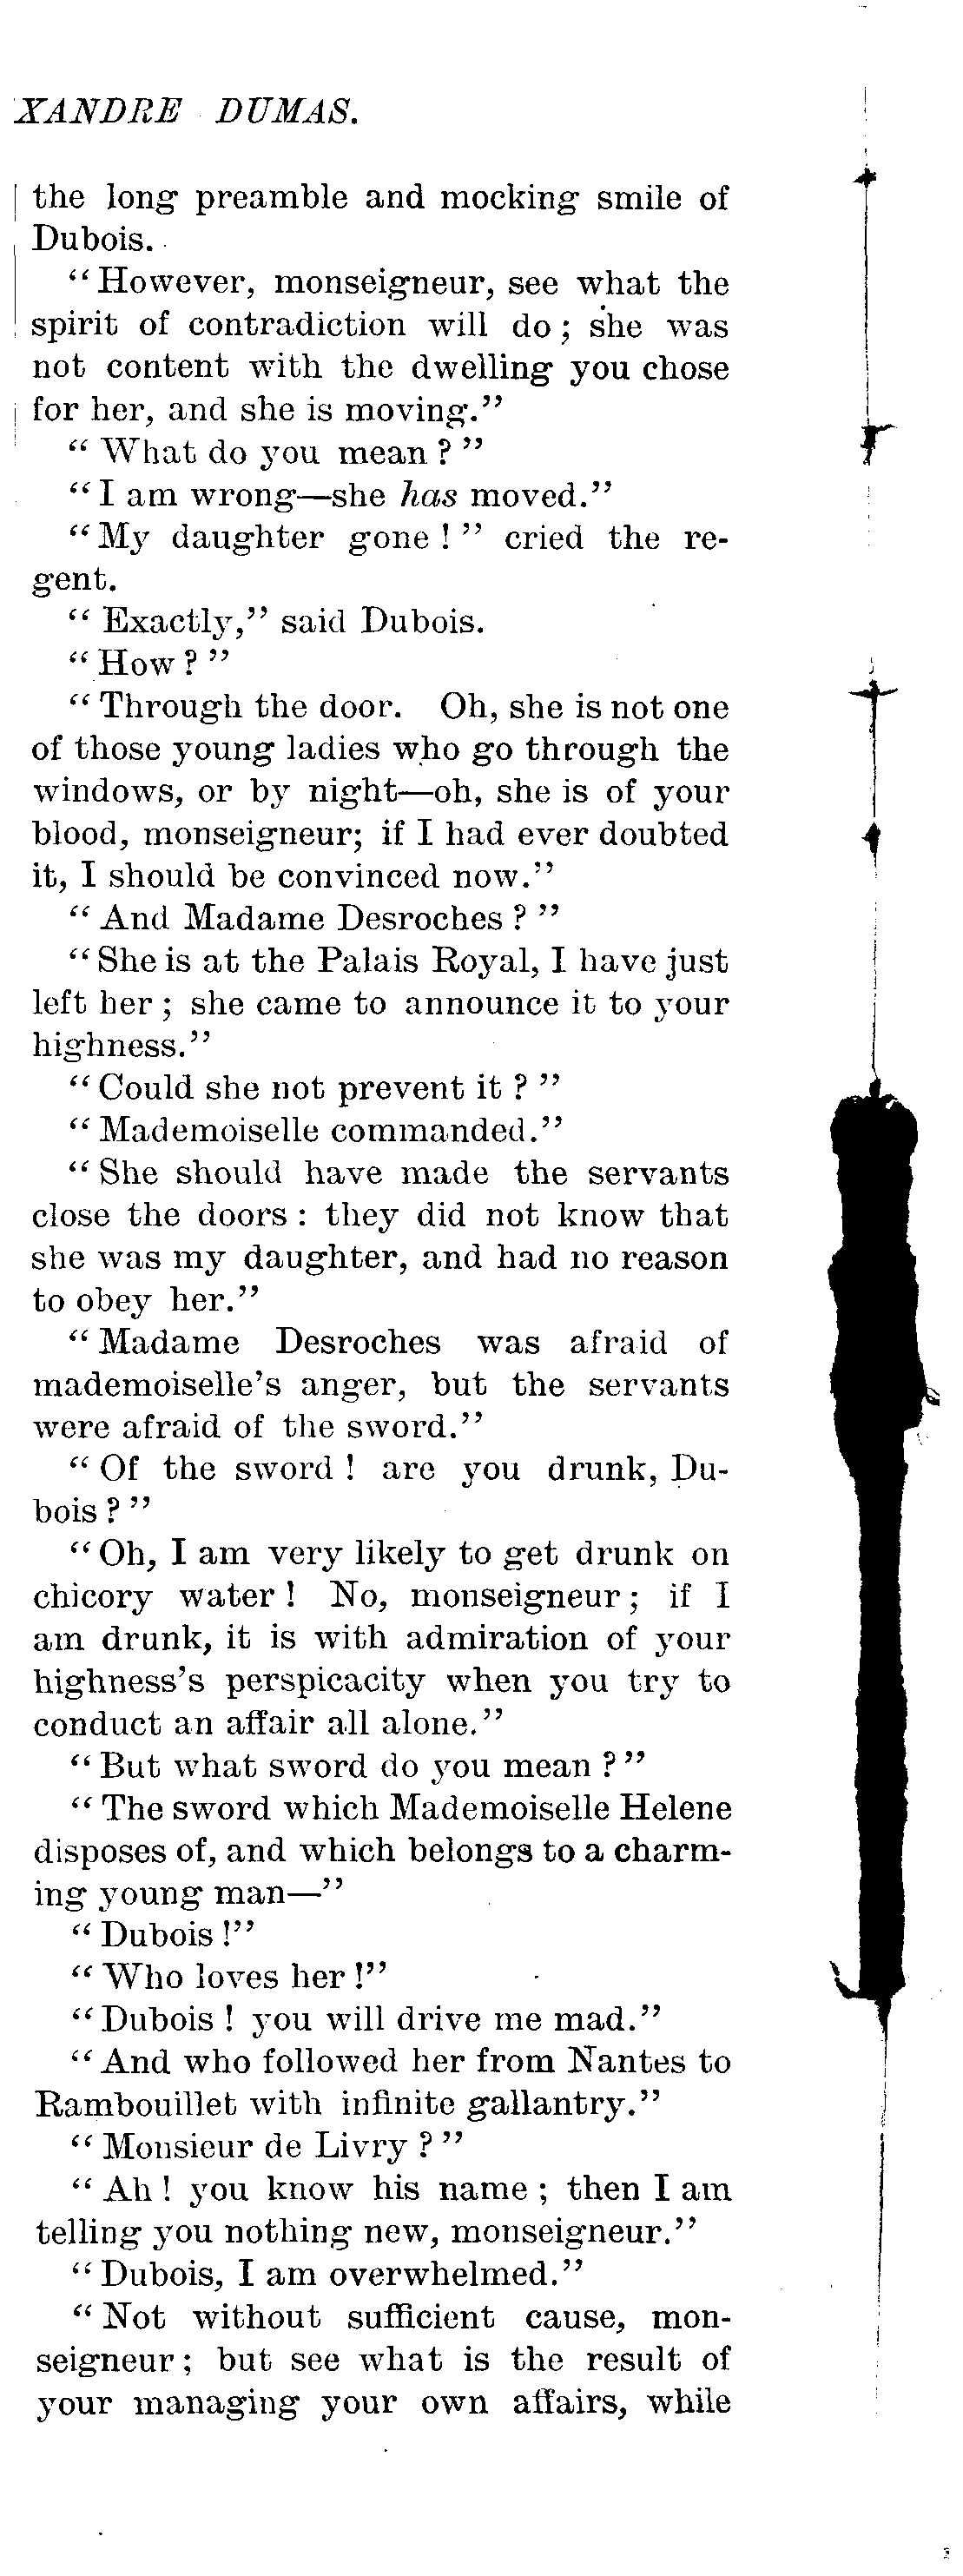 XANDRE DUMAS.
the long preamble and mocking smile of
Dubois.
"However, monseigneur, see what the
spirit of contradiction will do; she was
not content with the dwelling you chose
for her, and she is moving."
"What do you mean?"
"I am wrong—she has moved."
"My daughter gone!" cried the re-
gent.
"Exactly," said Dubois.
"How?"
"Through the door. Oh, she is not one
of those young ladies who go through the
windows, or by night—oh, she is of your
blood, monseigneur; if I had ever doubted
it, I should be convinced now."
"And Madame Desroches?"
"She is at the Palais Royal, I have just
left her; she came to announce it to your
highness."
"Could she not prevent it?"
"Mademoiselle commanded."
"She should have made the servants
close the doors: they did not know that
she was my daughter, and had no reason
to obey her."
"Madame Desroches was afraid of
mademoiselle's anger, but the servants
were afraid of the sword."
"Of the sword! are you drunk, Du-
bois?"
"Oh, I am very likely to get drunk on
chicory water! No, monseigneur; if I
am drunk, it is with admiration of your
highness's perspicacity when you try to
conduct an affair all alone."
"But what sword do you mean?"
"The sword which Mademoiselle Helene
disposes of, and which belongs to a charm-
ing young man—"
"Dubois!"
"Who loves her!"
"Dubois! you will drive me mad."
"And who followed her from Nantes to
Rambouillet with infinite gallantry."
"Monsieur de Livry?"
"Ah! you know his name; then I am
telling you nothing new, monseigneur."
"Dubois, I am overwhelmed."
"Not without sufficient cause, mon-
seigneur; but see what is the result of
your managing your own affairs, while